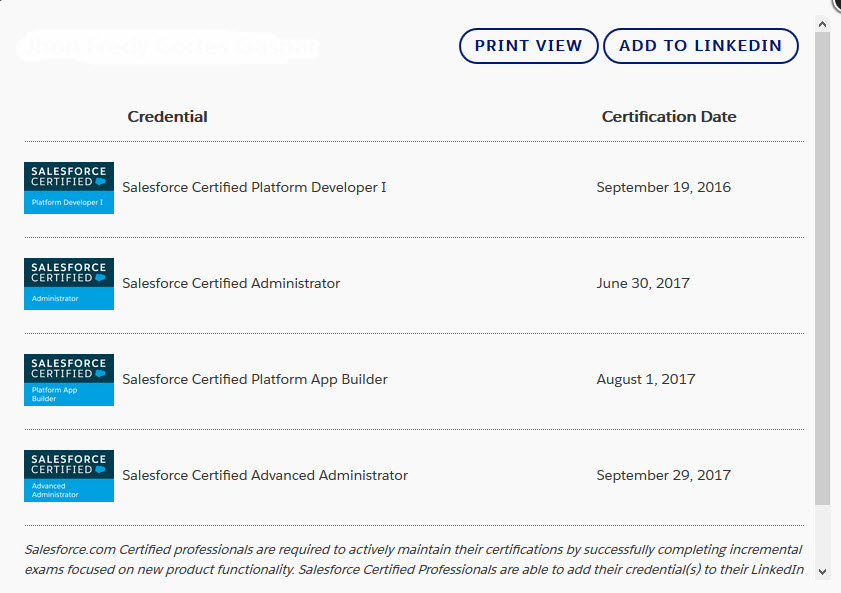 PRINT VIEW ADD TO LINKEDIN
Credential Certification Date
SALESFORCE
CERTIFIED
Platform Developer I
Salesforce Certified Platform Developer I September 19, 2016
SALESFORCE
CERTIFIED
Administrator
Salesforce Certified Administrator June 30, 2017
SALESFORCE
CERTIFIED
Platform App
Builder
Salesforce Certified Platform App Builder August 1, 2017
SALESFORCE
CERTIFIED
Advanced
Administrator
Salesforce Certified Advanced Administrator September 29, 2017
Salesforce.com Certified professionals are required to actively maintain their certifications by successfully completing incremental
exams focused on new product functionality. Salesforce Certified Professionals are able to add their credential(s) to their LinkedIn